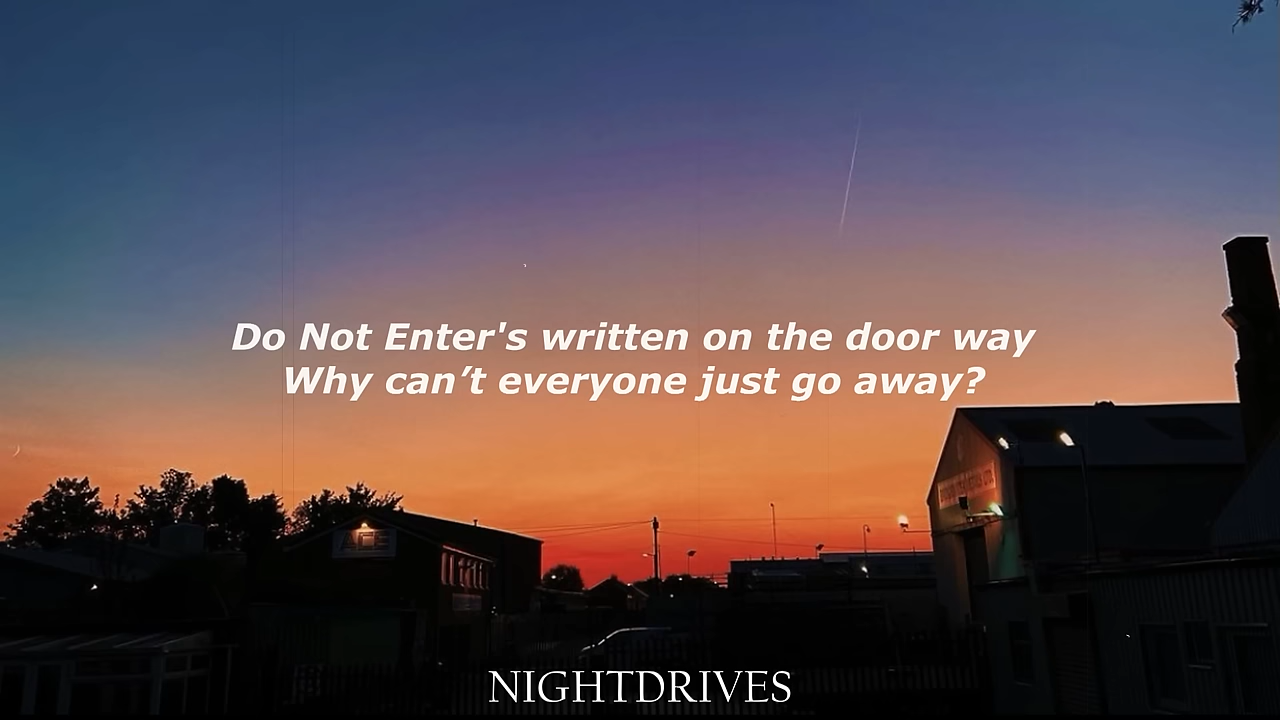 Do Not Enter's written on the door way
Why can’t everyone just go away?
NIGHTDRIVES